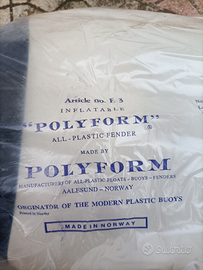 Article no. F. 3
INFLATABLE
"POLYFORM"®
ALL-PLASTIC-FENDER
MADE BY
POLYFORM
MANUFACTURERS OF ALL-PLASTIC FLOATS - BUOYS - FENDERS
AALESUND - NORWAY
ORGINATOR OF THE MODERN PLASTIC BUOYS
MADE IN NORWAY